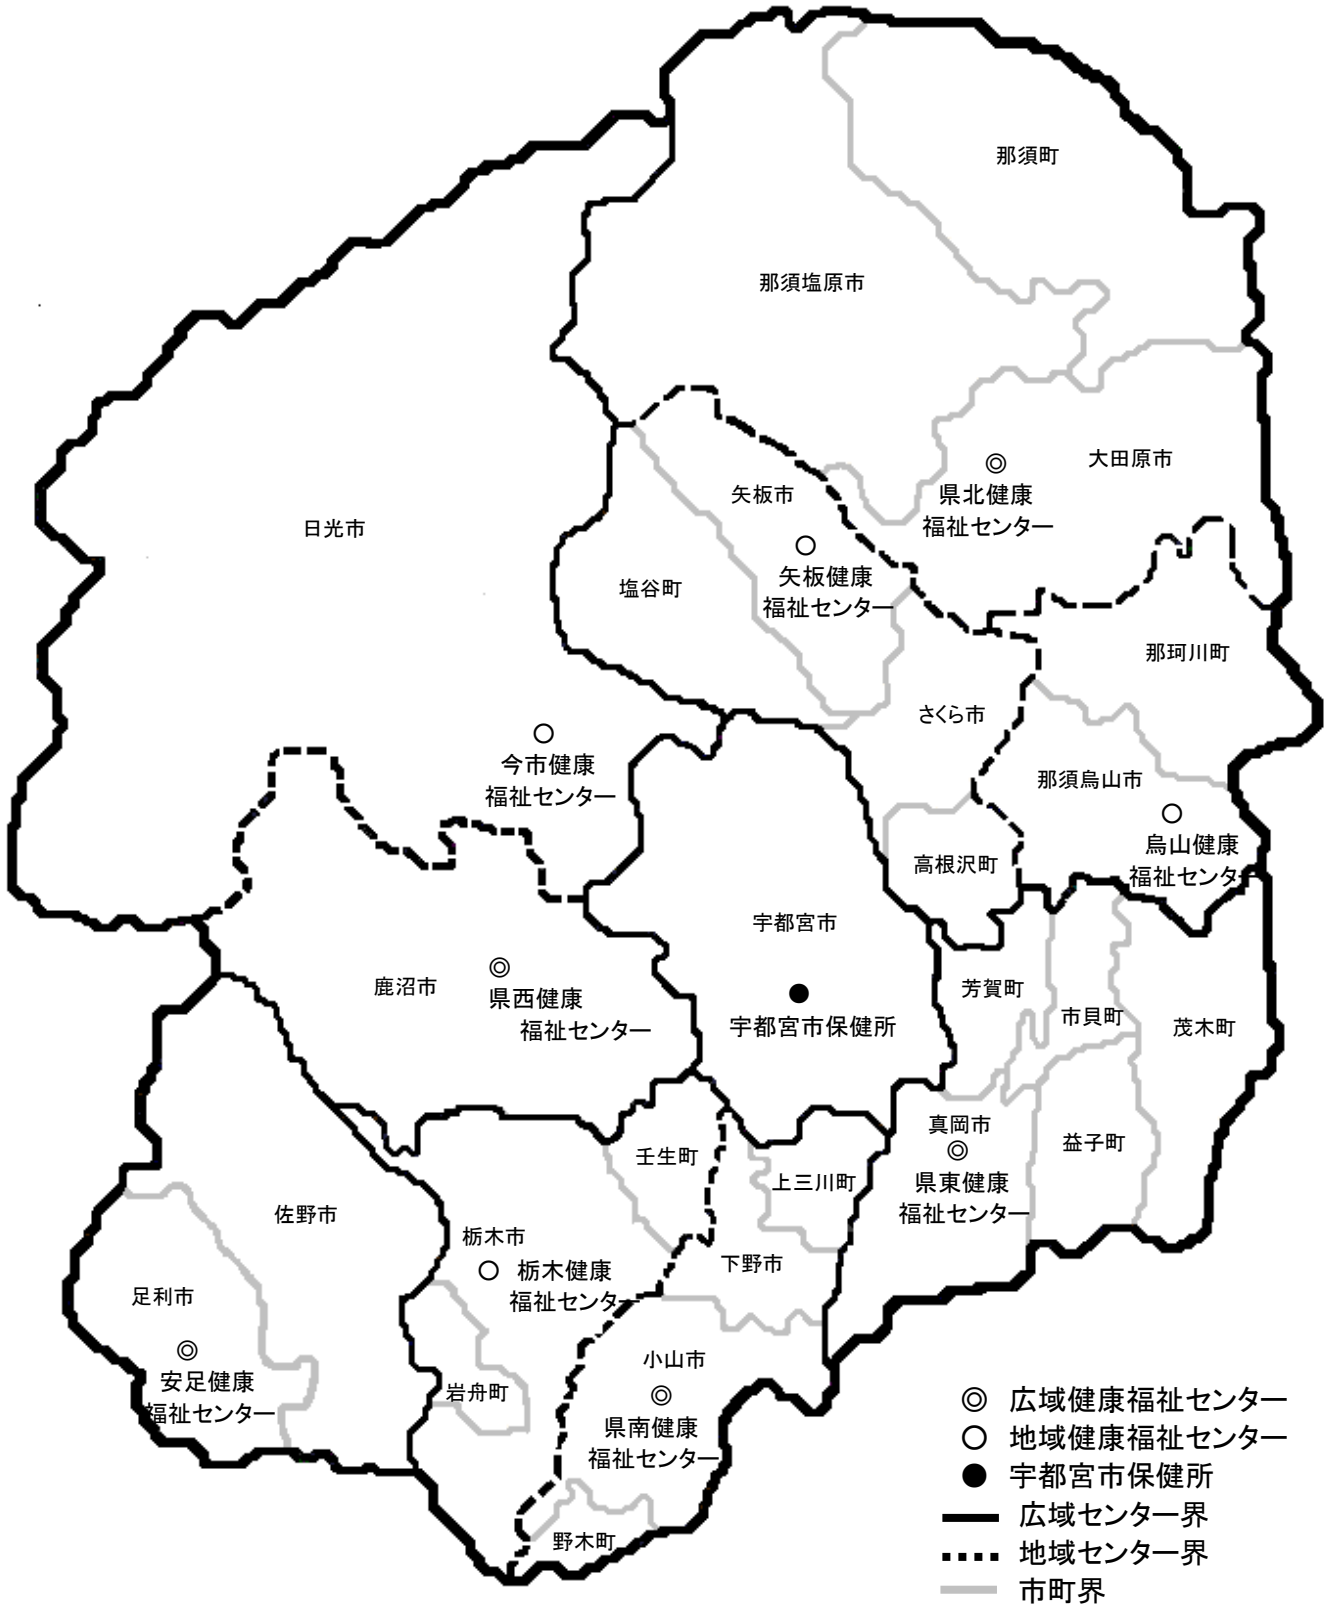 那須町
那須塩原市
大田原市
◎
県北健康
福祉センター
矢板市
○
矢板健康
福祉センター
日光市
塩谷町
那珂川町
さくら市
○
今市健康
福祉センター
那須烏山市
○
烏山健康
福祉センター
高根沢町
宇都宮市
●
宇都宮市保健所
鹿沼市
◎
県西健康
福祉センター
芳賀町
市貝町
茂木町
真岡市
◎
県東健康
福祉センター
益子町
壬生町
上三川町
佐野市
栃木市
○ 栃木健康
福祉センター
下野市
足利市
◎
安足健康
福祉センター
岩舟町
小山市
◎
県南健康
福祉センター
野木町
◎ 広域健康福祉センター
○ 地域健康福祉センター
● 宇都宮市保健所
広域センター界
地域センター界
市町界